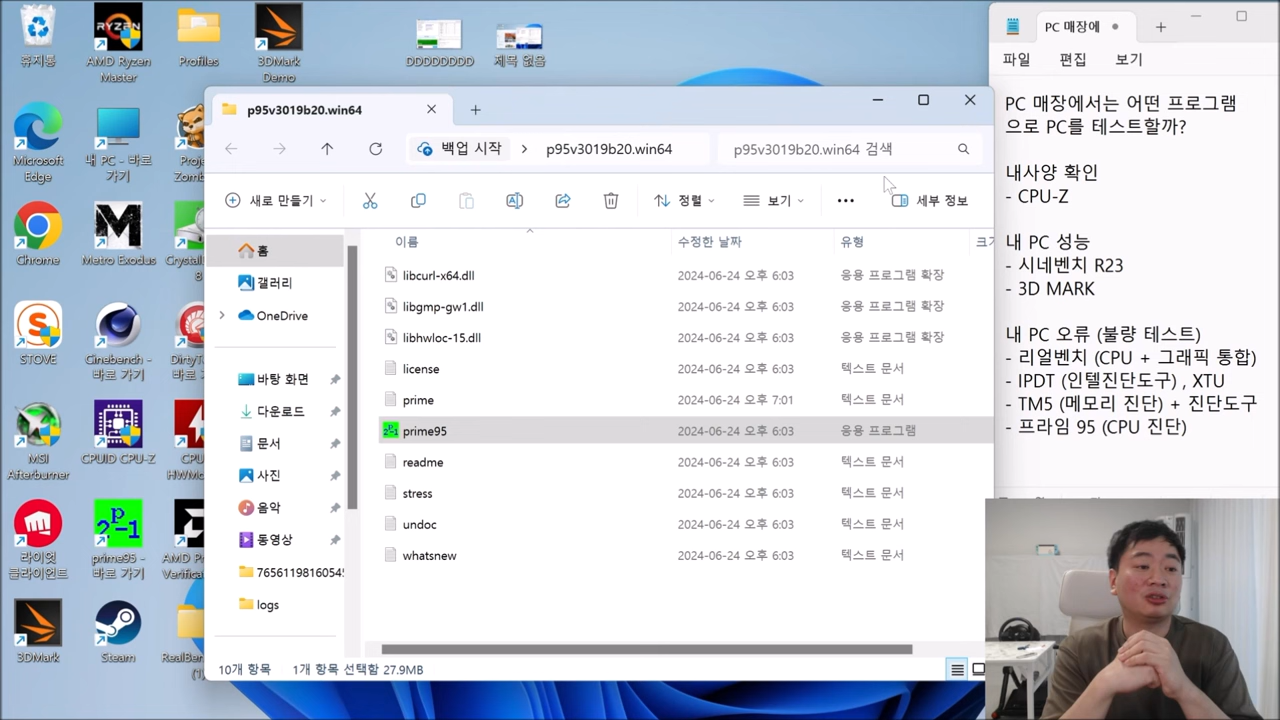 휴지통
AMD Ryzen
Master
Profiles
3DMark
Demo
DDDDDDDD
제목 없음
Microsoft
Edge
내 PC - 바로
가기
Proje
Zomb
Chrome
Metro Exodus
Crystal
8
STOVE
Cinebench -
바로 가기
DirtyT
바로 기
MSI
Afterburner
CPUID CPU-Z
CPU
HWMo
라이엇
클라이언트
prime95 -
바로 가기
AMD Pr
Verifica
3DMark
Steam
RealBen
(1)
p95v3019b20.win64
백업 시작 > p95v3019b20.win64
p95v3019b20.win64 검색
새로 만들기
정렬
보기
세부 정보
홈
갤러리
OneDrive
바탕 화면
다운로드
문서
사진
음악
동영상
76561198160545
logs
이름 수정한 날짜 유형 크기
libcurl-x64.dll 2024-06-24 오후 6:03 응용 프로그램 확장
libgmp-gw1.dll 2024-06-24 오후 6:03 응용 프로그램 확장
libhwloc-15.dll 2024-06-24 오후 6:03 응용 프로그램 확장
license 2024-06-24 오후 6:03 텍스트 문서
prime 2024-06-24 오후 7:01 텍스트 문서
prime95 2024-06-24 오후 6:03 응용 프로그램
readme 2024-06-24 오후 6:03 텍스트 문서
stress 2024-06-24 오후 6:03 텍스트 문서
undoc 2024-06-24 오후 6:03 텍스트 문서
whatsnew 2024-06-24 오후 6:03 텍스트 문서
10개 항목 1개 항목 선택함 27.9MB
PC 매장에
파일 편집 보기
PC 매장에서는 어떤 프로그램
으로 PC를 테스트할까?
내사양 확인
- CPU-Z
내 PC 성능
- 시네벤치 R23
- 3D MARK
내 PC 오류 (불량 테스트)
- 리얼벤치 (CPU + 그래픽 통합)
- IPDT (인텔진단도구) , XTU
- TM5 (메모리 진단) + 진단도구
- 프라임 95 (CPU 진단)